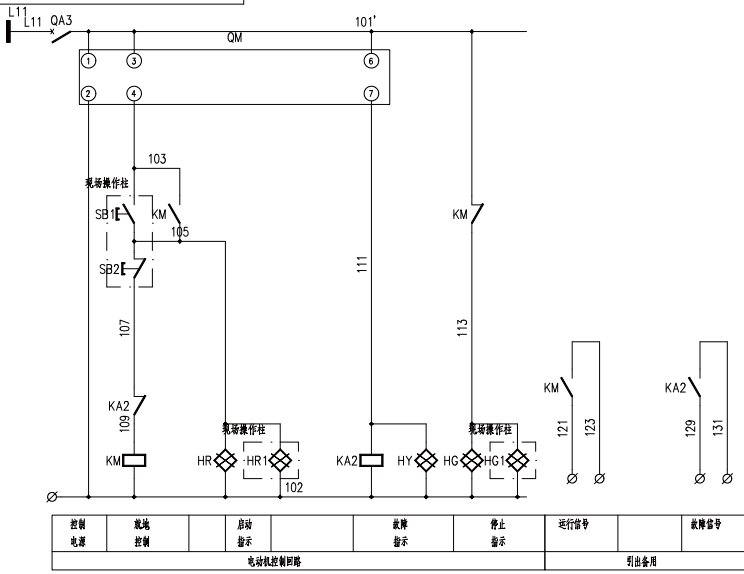 L11
L11 QA3
101'
QM
1 3 6
2 4 7
103
现场操作柱
SB1 KM KM
105
SB2
111
107 113
KM KA2
KA2
109 121 123 129 131
现场操作柱 现场操作柱
KM HR HR1 KA2 HY HG HG1
102
控制电源 就地控制 启动指示 故障指示 停止指示 运行信号 故障信号
电动机控制回路 引出备用